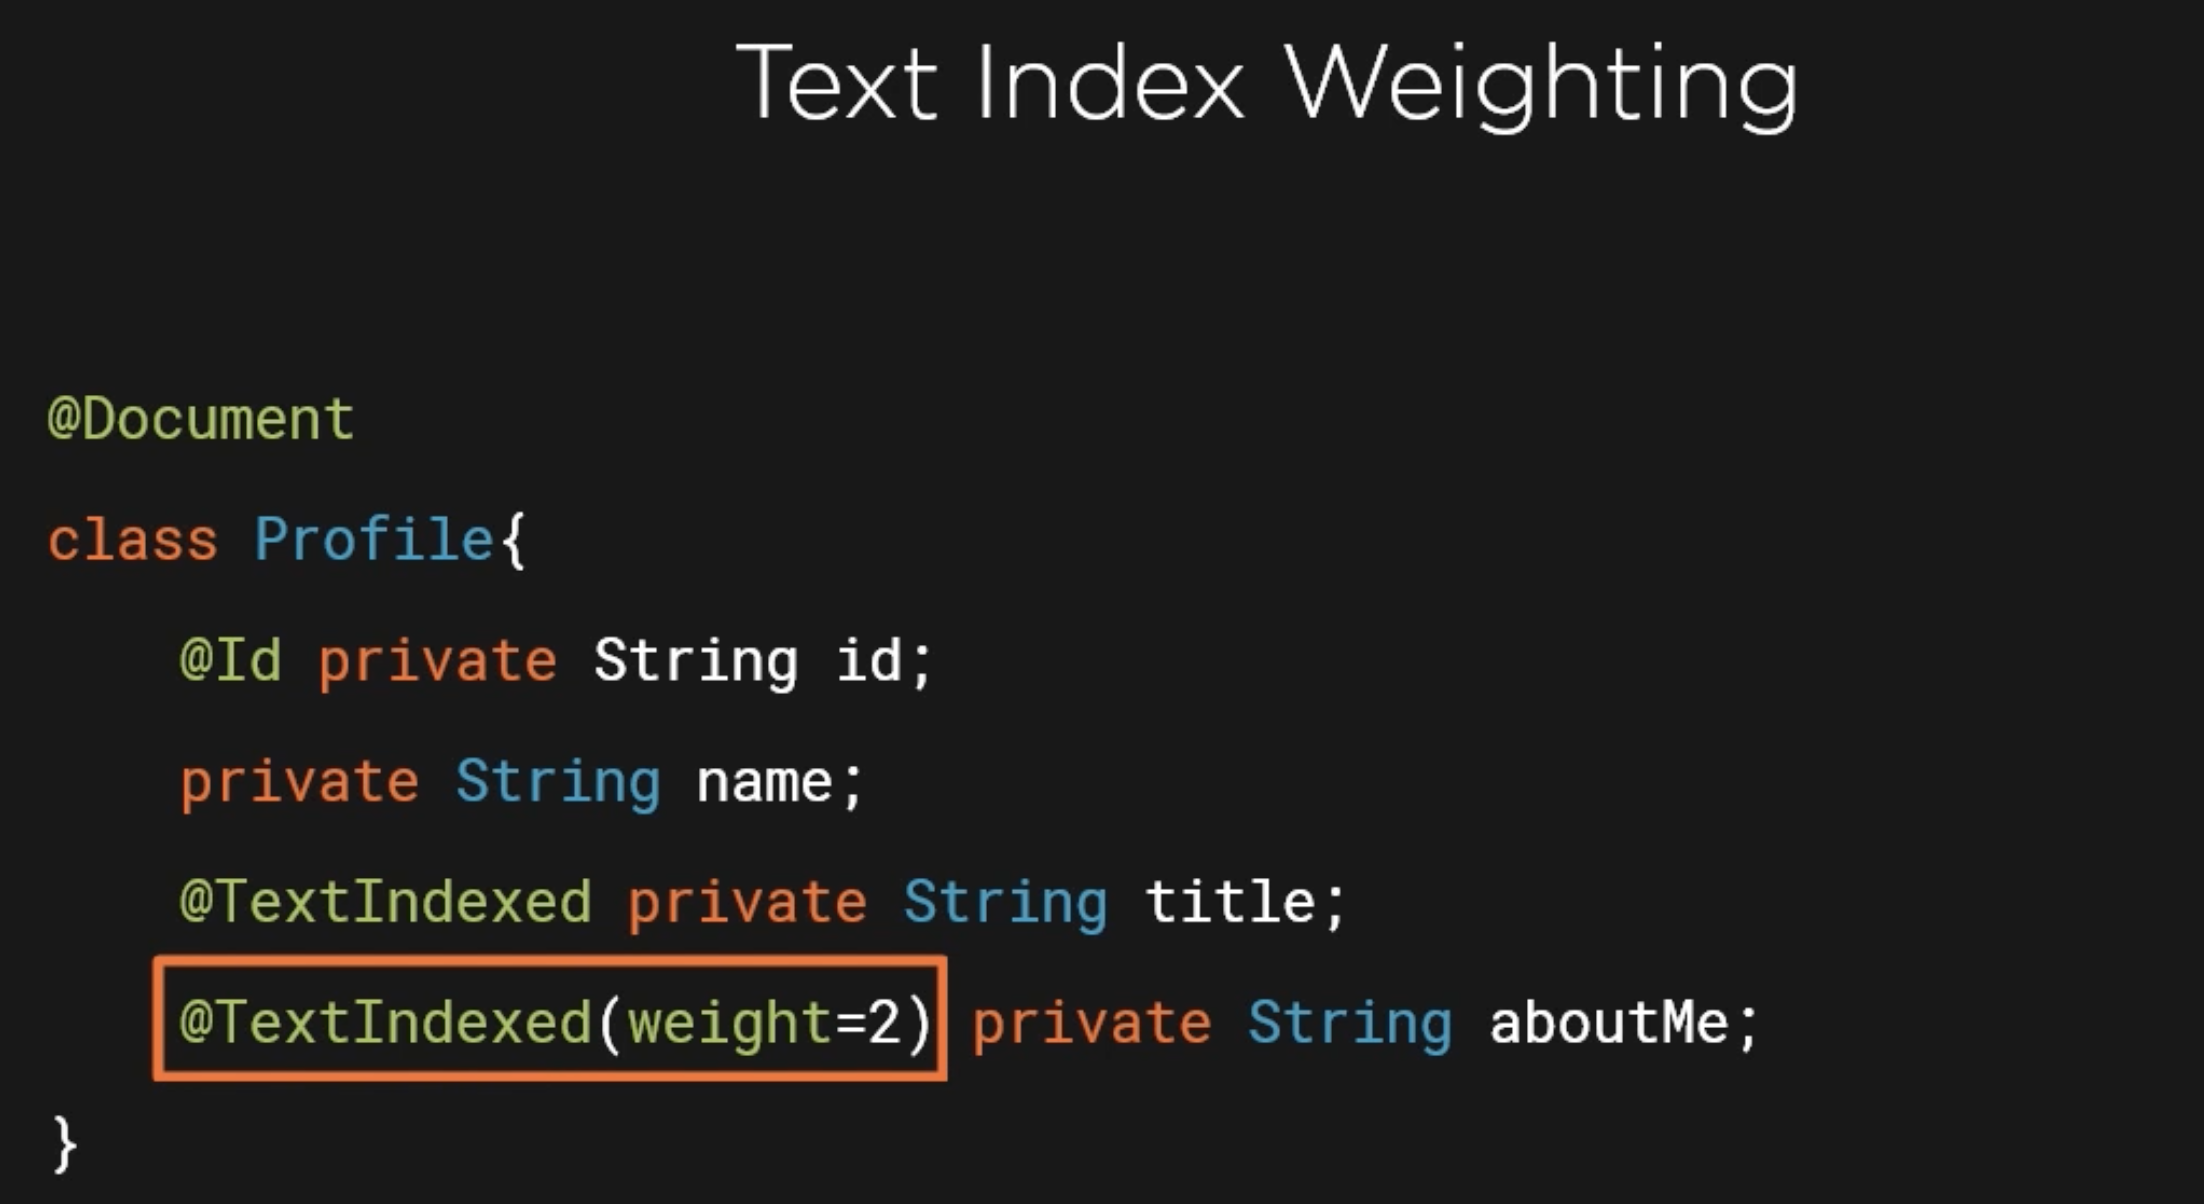 Text Index Weighting
@Document
class Profile{
@Id private String id;
private String name;
@TextIndexed private String title;
@TextIndexed(weight=2) private String aboutMe;
}